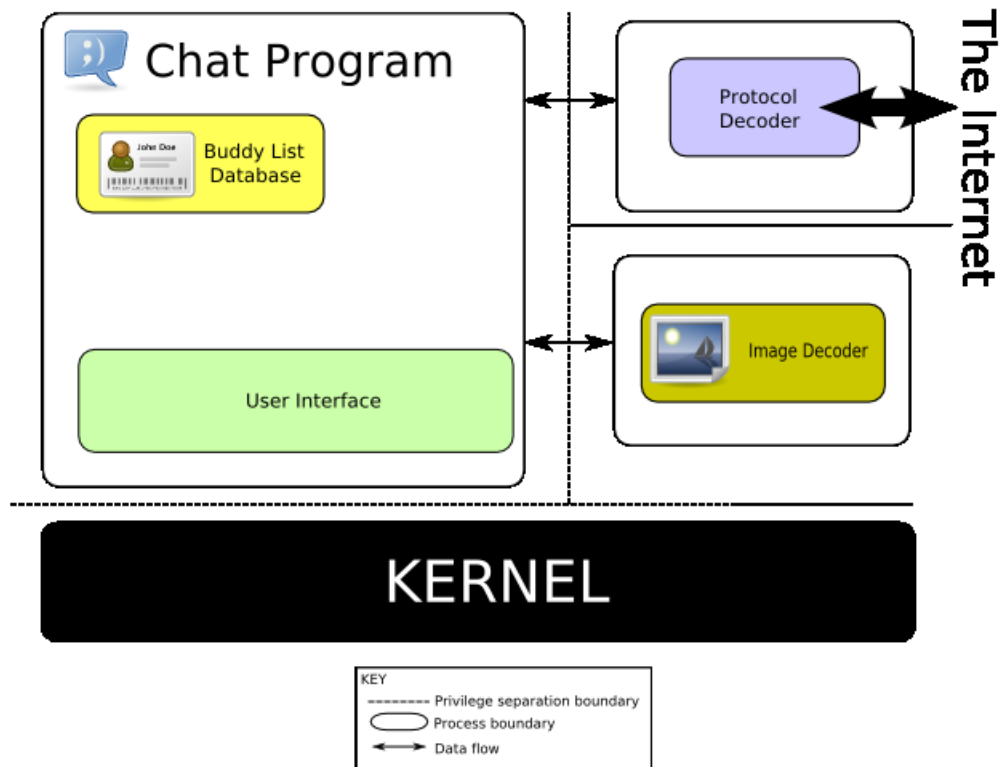 ;)
Chat Program
John Doe
Buddy List
Database
Protocol
Decoder
The Internet
Image Decoder
User Interface
KERNEL
KEY
Privilege separation boundary
Process boundary
Data flow